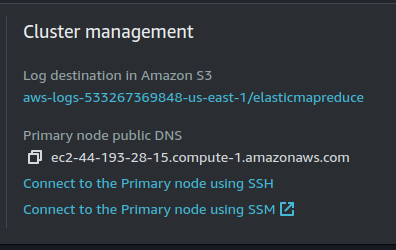 Cluster management
Log destination in Amazon S3
aws-logs-533267369848-us-east-1/elasticmapreduce
Primary node public DNS
ec2-44-193-28-15.compute-1.amazonaws.com
Connect to the Primary node using SSH
Connect to the Primary node using SSM